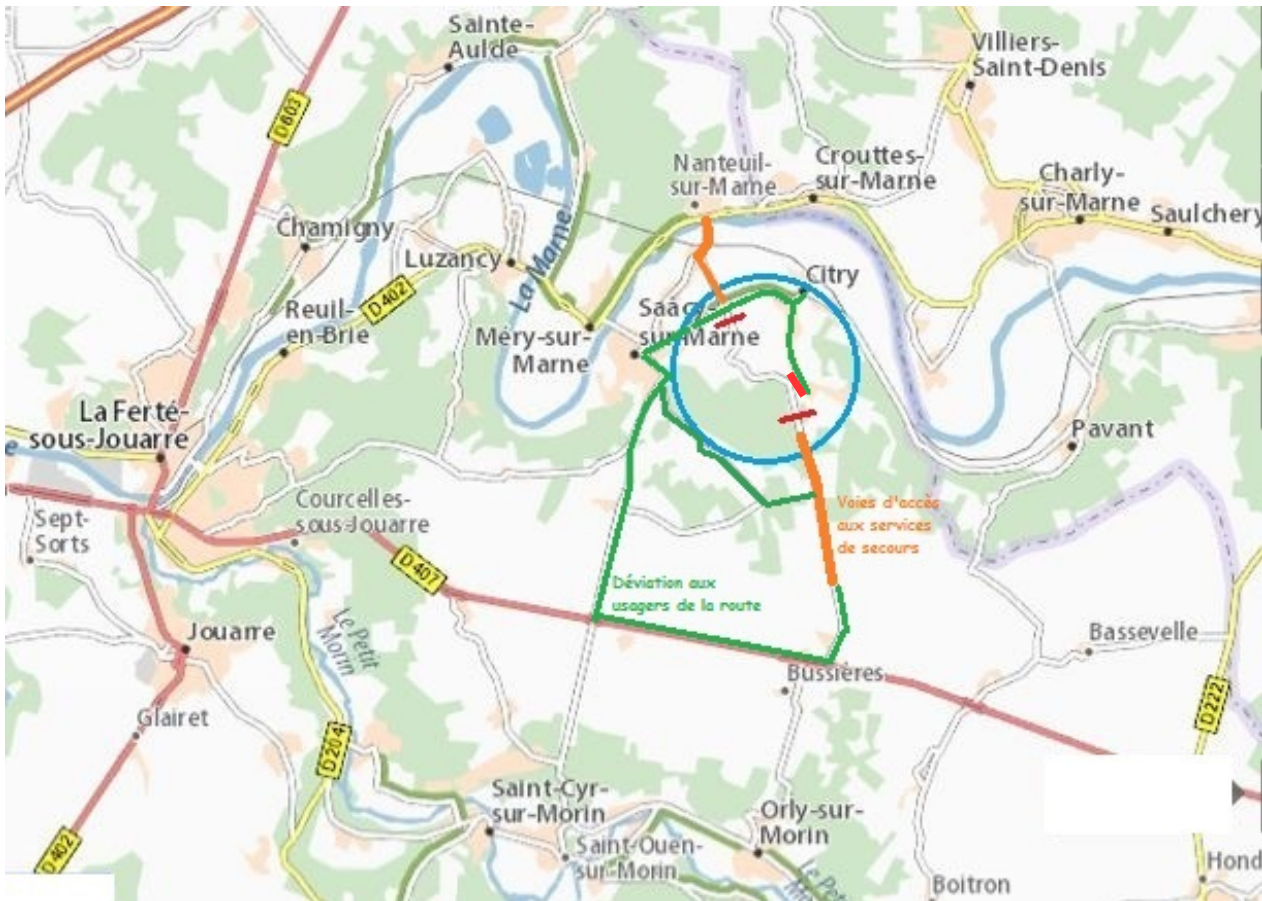 Sainte-
Aulde
Villiers-
Saint-Denis
D603
Nanteuil-
sur-Marne
Crouttes-
sur-Marne
Charly-
sur-Marne
Saulchery
Chamigny
Luzancy
La Marne
Citry
D402
Reuil-
en-Brie
Saâcy-
sur-Marne
Méry-sur-
Marne
La Ferté-
sous-Jouarre
Pavant
Courcelles-
sous-Jouarre
Sept-
Sorts
Voies d'accès
aux services
de secours
D407
Déviation aux
usagers de la route
Le Petit
Morin
Jouarre
Bassevelle
Bussières
Glairet
D204
D222
Saint-Cyr-
sur-Morin
Orly-sur-
Morin
Saint-Ouen-
sur-Morin
Le Petit
D402
Hond
Boitron